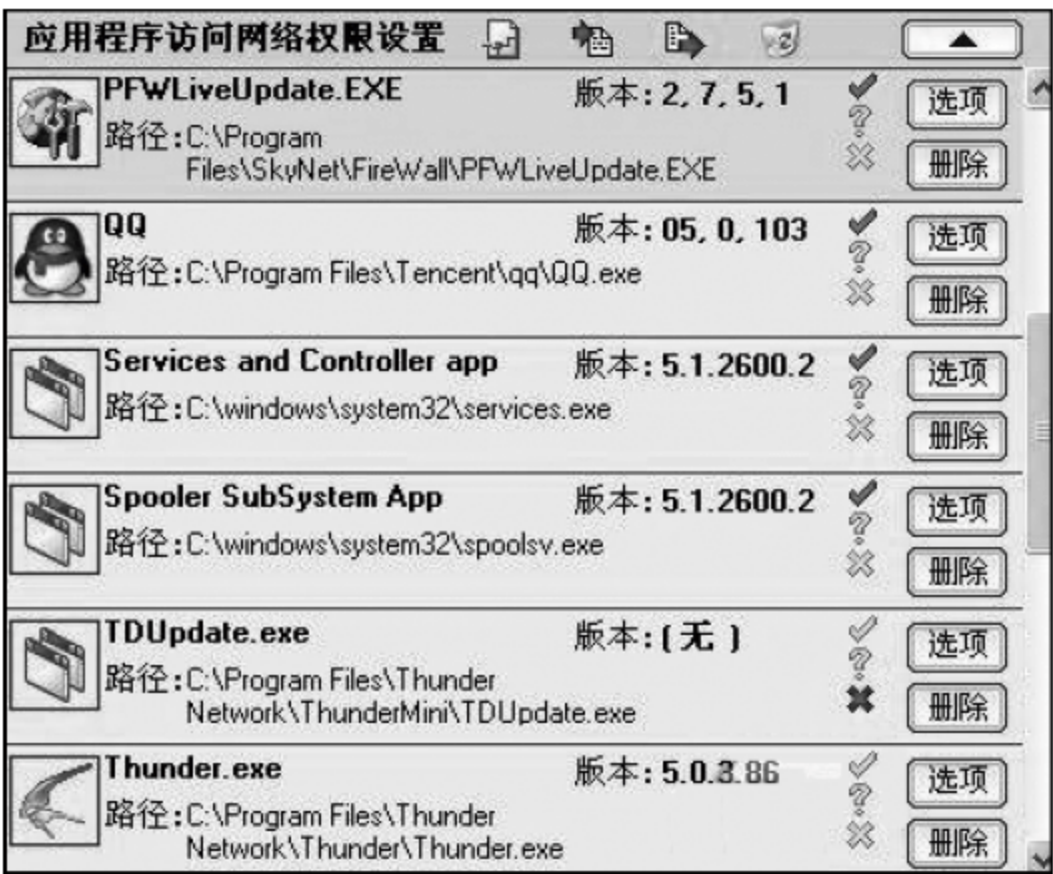 应用程序访问网络权限设置
PFWLiveUpdate.EXE 版本: 2, 7, 5, 1 选项
路径:C:\Program
Files\SkyNet\FireWall\PFWLiveUpdate.EXE 删除
QQ 版本: 05, 0, 103 选项
路径:C:\Program Files\Tencent\qq\QQ.exe 删除
Services and Controller app 版本: 5.1.2600.2 选项
路径:C:\windows\system32\services.exe 删除
Spooler SubSystem App 版本: 5.1.2600.2 选项
路径:C:\windows\system32\spoolsv.exe 删除
TDUpdate.exe 版本: ( 无 ) 选项
路径:C:\Program Files\Thunder
Network\ThunderMini\TDUpdate.exe 删除
Thunder.exe 版本: 5.0.3.86 选项
路径:C:\Program Files\Thunder
Network\Thunder\Thunder.exe 删除